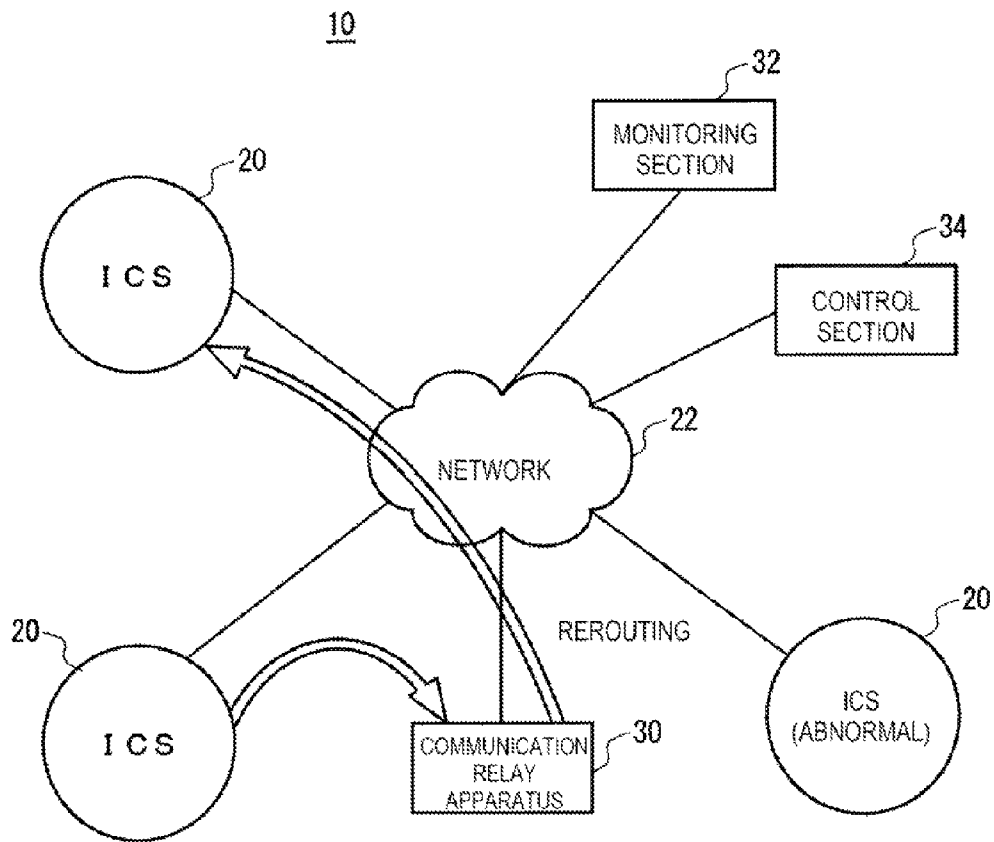 10
32
MONITORING
SECTION
20
ICS
34
CONTROL
SECTION
22
NETWORK
20
ICS
REROUTING
20
ICS
(ABNORMAL)
30
COMMUNICATION
RELAY
APPARATUS